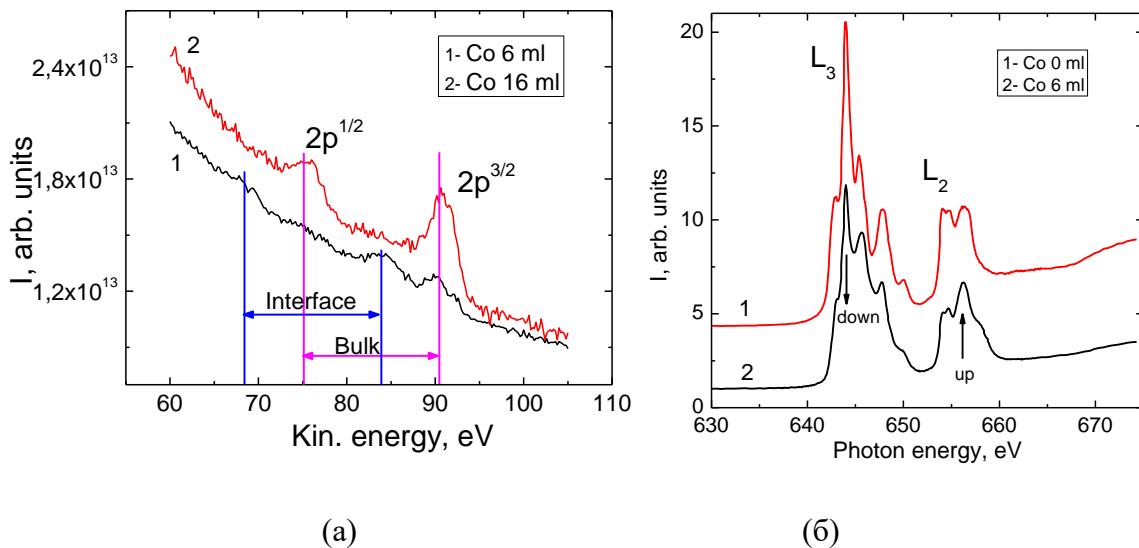 2
1- Co 6 ml
2- Co 16 ml
2,4x10^13
2p^1/2
1
1,8x10^13
2p^3/2
I, arb. units
1,2x10^13
Interface
Bulk
60 70 80 90 100 110
Kin. energy, eV
(а)
20
L_3
1- Co 0 ml
2- Co 6 ml
15
L_2
10
I, arb. units
1
down
5
2
up
0
630 640 650 660 670
Photon energy, eV
(б)